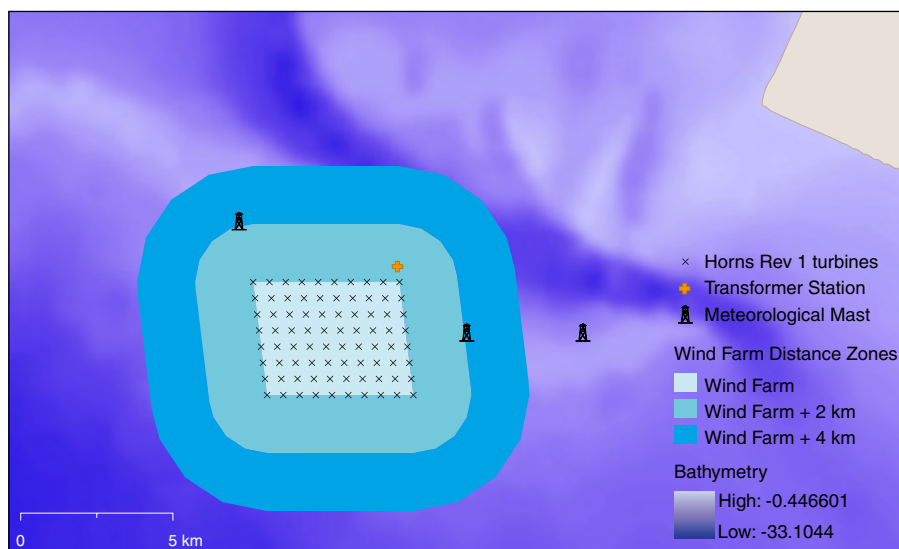 Horns Rev 1 turbines
Transformer Station
Meteorological Mast
Wind Farm Distance Zones
Wind Farm
Wind Farm + 2 km
Wind Farm + 4 km
Bathymetry
High: -0.446601
Low: -33.1044
0 5 km